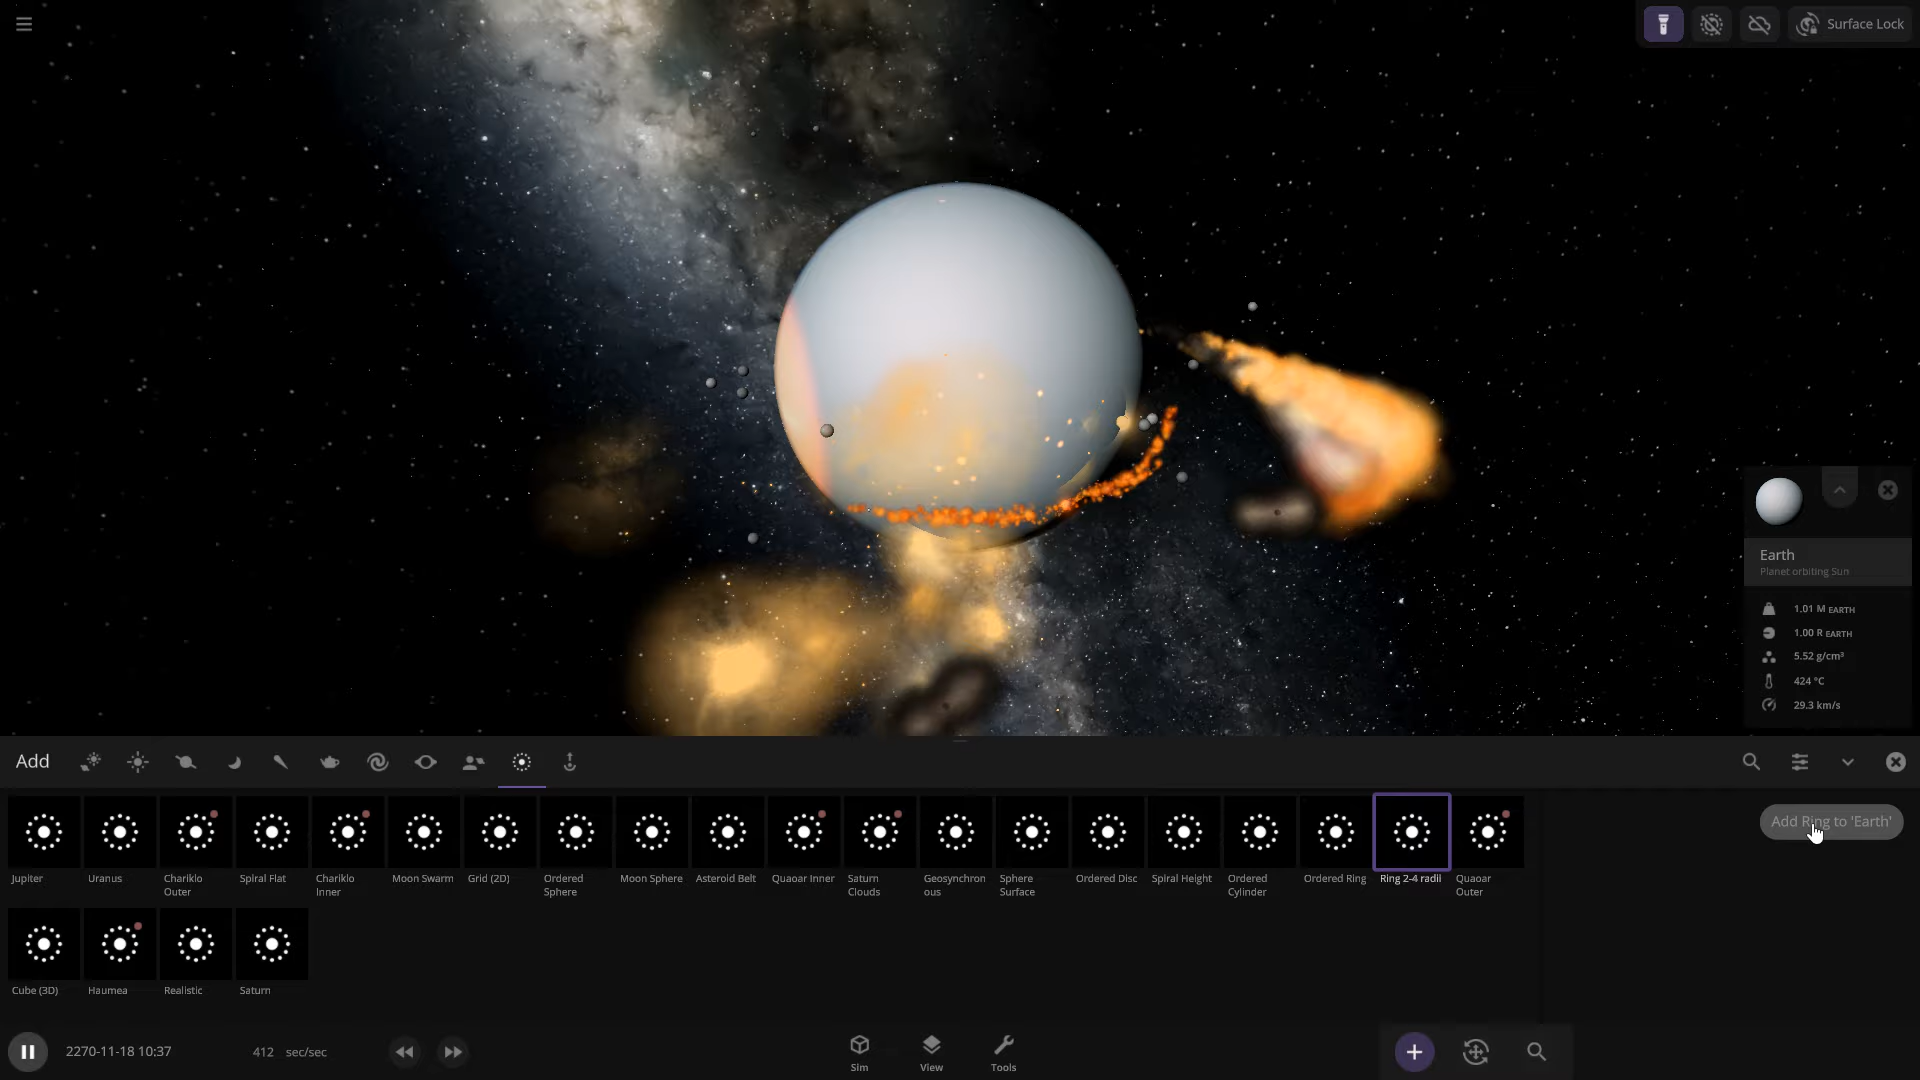 Surface Lock
Earth
Planet orbiting Sun
1.01 M EARTH
1.00 R EARTH
5.52 g/cm³
424 °C
29.3 km/s
Add
Add Ring to 'Earth'
Jupiter
Uranus
Chariklo
Outer
Spiral Flat
Chariklo
Inner
Moon Swarm
Grid (2D)
Ordered
Sphere
Moon Sphere
Asteroid Belt
Quaoar Inner
Saturn
Clouds
Geosynchron
ous
Sphere
Surface
Ordered Disc
Spiral Height
Ordered
Cylinder
Ordered Ring
Ring 2-4 radii
Quaoar
Outer
Cube (3D)
Haumea
Realistic
Saturn
2270-11-18 10:37
412 sec/sec
Sim
View
Tools